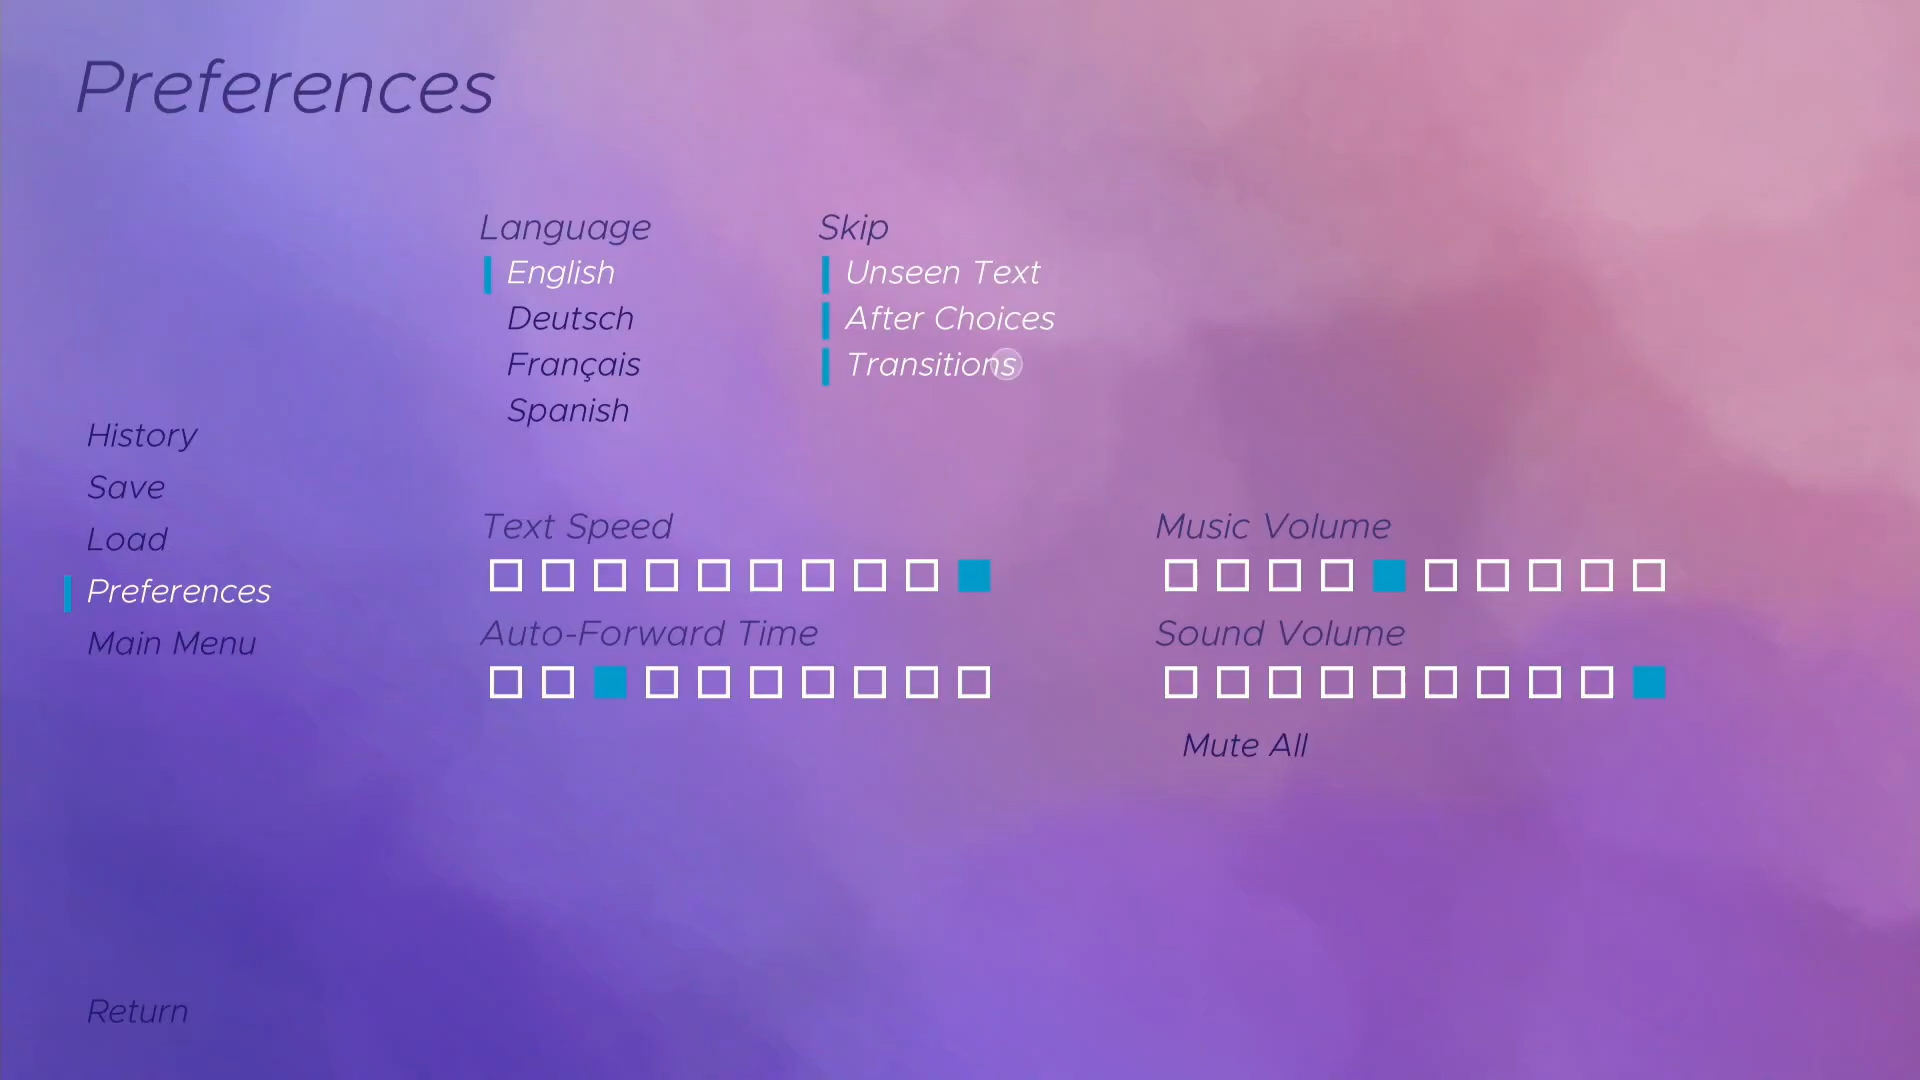 Preferences
Language
English
Deutsch
Français
Spanish
Skip
Unseen Text
After Choices
Transitions
History
Save
Load
Preferences
Main Menu
Text Speed
Auto-Forward Time
Music Volume
Sound Volume
Mute All
Return